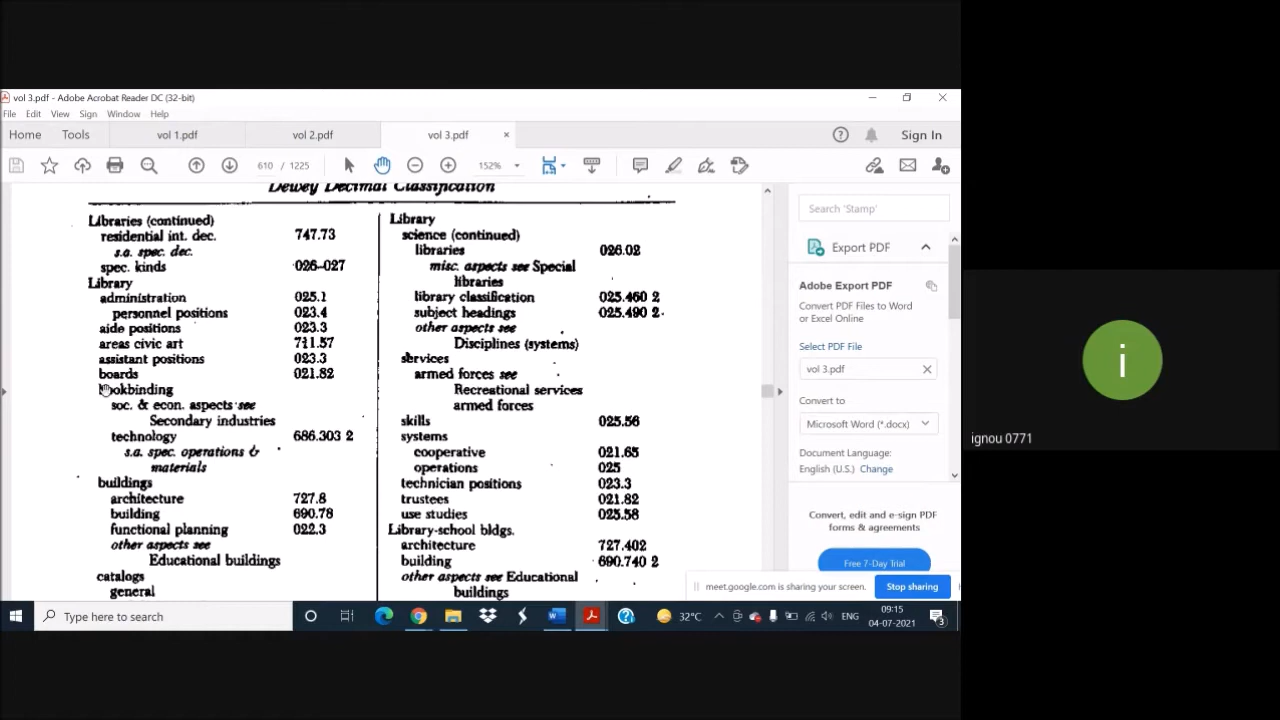 vol 3.pdf - Adobe Acrobat Reader DC (32-bit)
File Edit View Sign Window Help
Home Tools vol 1.pdf vol 2.pdf vol 3.pdf × Sign In
610 / 1225 152%
Dewey Decimal Classification
Libraries (continued)
residential int. dec. 747.73
s.a. spec. dec.
spec. kinds 026–027
Library
administration 025.1
personnel positions 023.4
aide positions 023.3
areas civic art 711.57
assistant positions 023.3
boards 021.82
bookbinding
soc. & econ. aspects see
Secondary industries
technology 686.303 2
s.a. spec. operations &
materials
buildings
architecture 727.8
building 690.78
functional planning 022.3
other aspects see
Educational buildings
catalogs
general
Library
science (continued)
libraries 026.02
misc. aspects see Special
libraries
library classification 025.460 2
subject headings 025.490 2
other aspects see
Disciplines (systems)
services
armed forces see
Recreational services
armed forces
skills 025.56
systems
cooperative 021.65
operations 025
technician positions 023.3
trustees 021.82
use studies 025.58
Library-school bldgs.
architecture 727.402
building 690.740 2
other aspects see Educational
buildings
Search 'Stamp'
Export PDF
Adobe Export PDF
Convert PDF Files to Word
or Excel Online
Select PDF File
vol 3.pdf
Convert to
Microsoft Word (*.docx)
Document Language:
English (U.S.) Change
Convert, edit and e-sign PDF
forms & agreements
Free 7-Day Trial
meet.google.com is sharing your screen. Stop sharing
Type here to search
32°C ENG
09:15
04-07-2021
3
i
ignou 0771